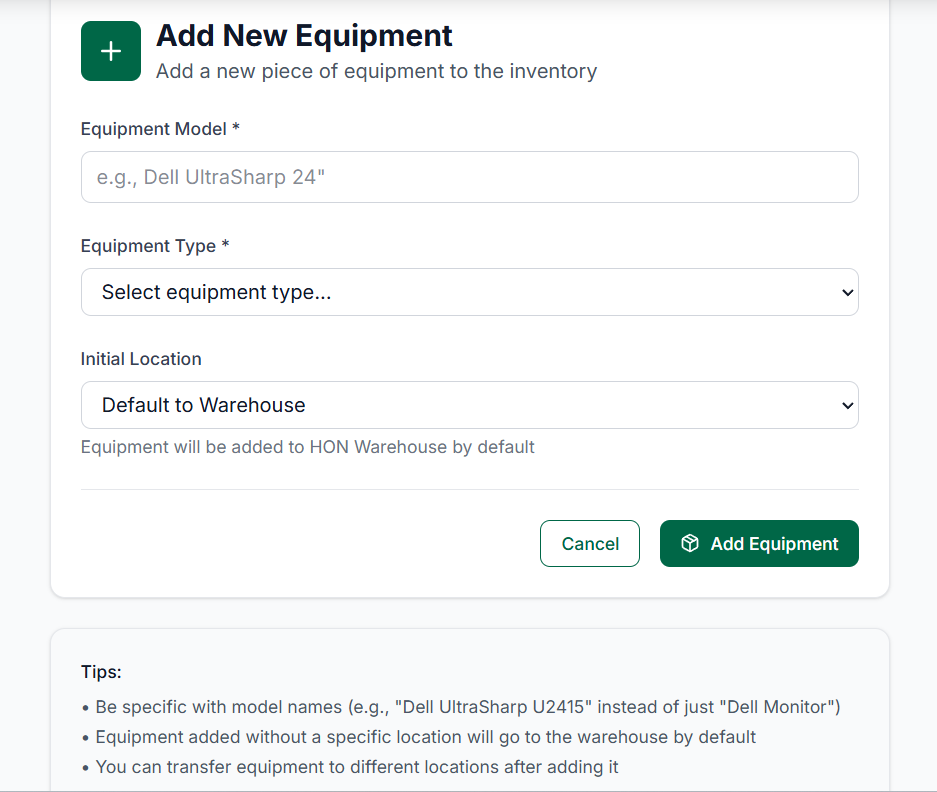 Add New Equipment
Add a new piece of equipment to the inventory
Equipment Model *
e.g., Dell UltraSharp 24"
Equipment Type *
Select equipment type...
Initial Location
Default to Warehouse
Equipment will be added to HON Warehouse by default
Cancel
Add Equipment
Tips:
• Be specific with model names (e.g., "Dell UltraSharp U2415" instead of just "Dell Monitor")
• Equipment added without a specific location will go to the warehouse by default
• You can transfer equipment to different locations after adding it